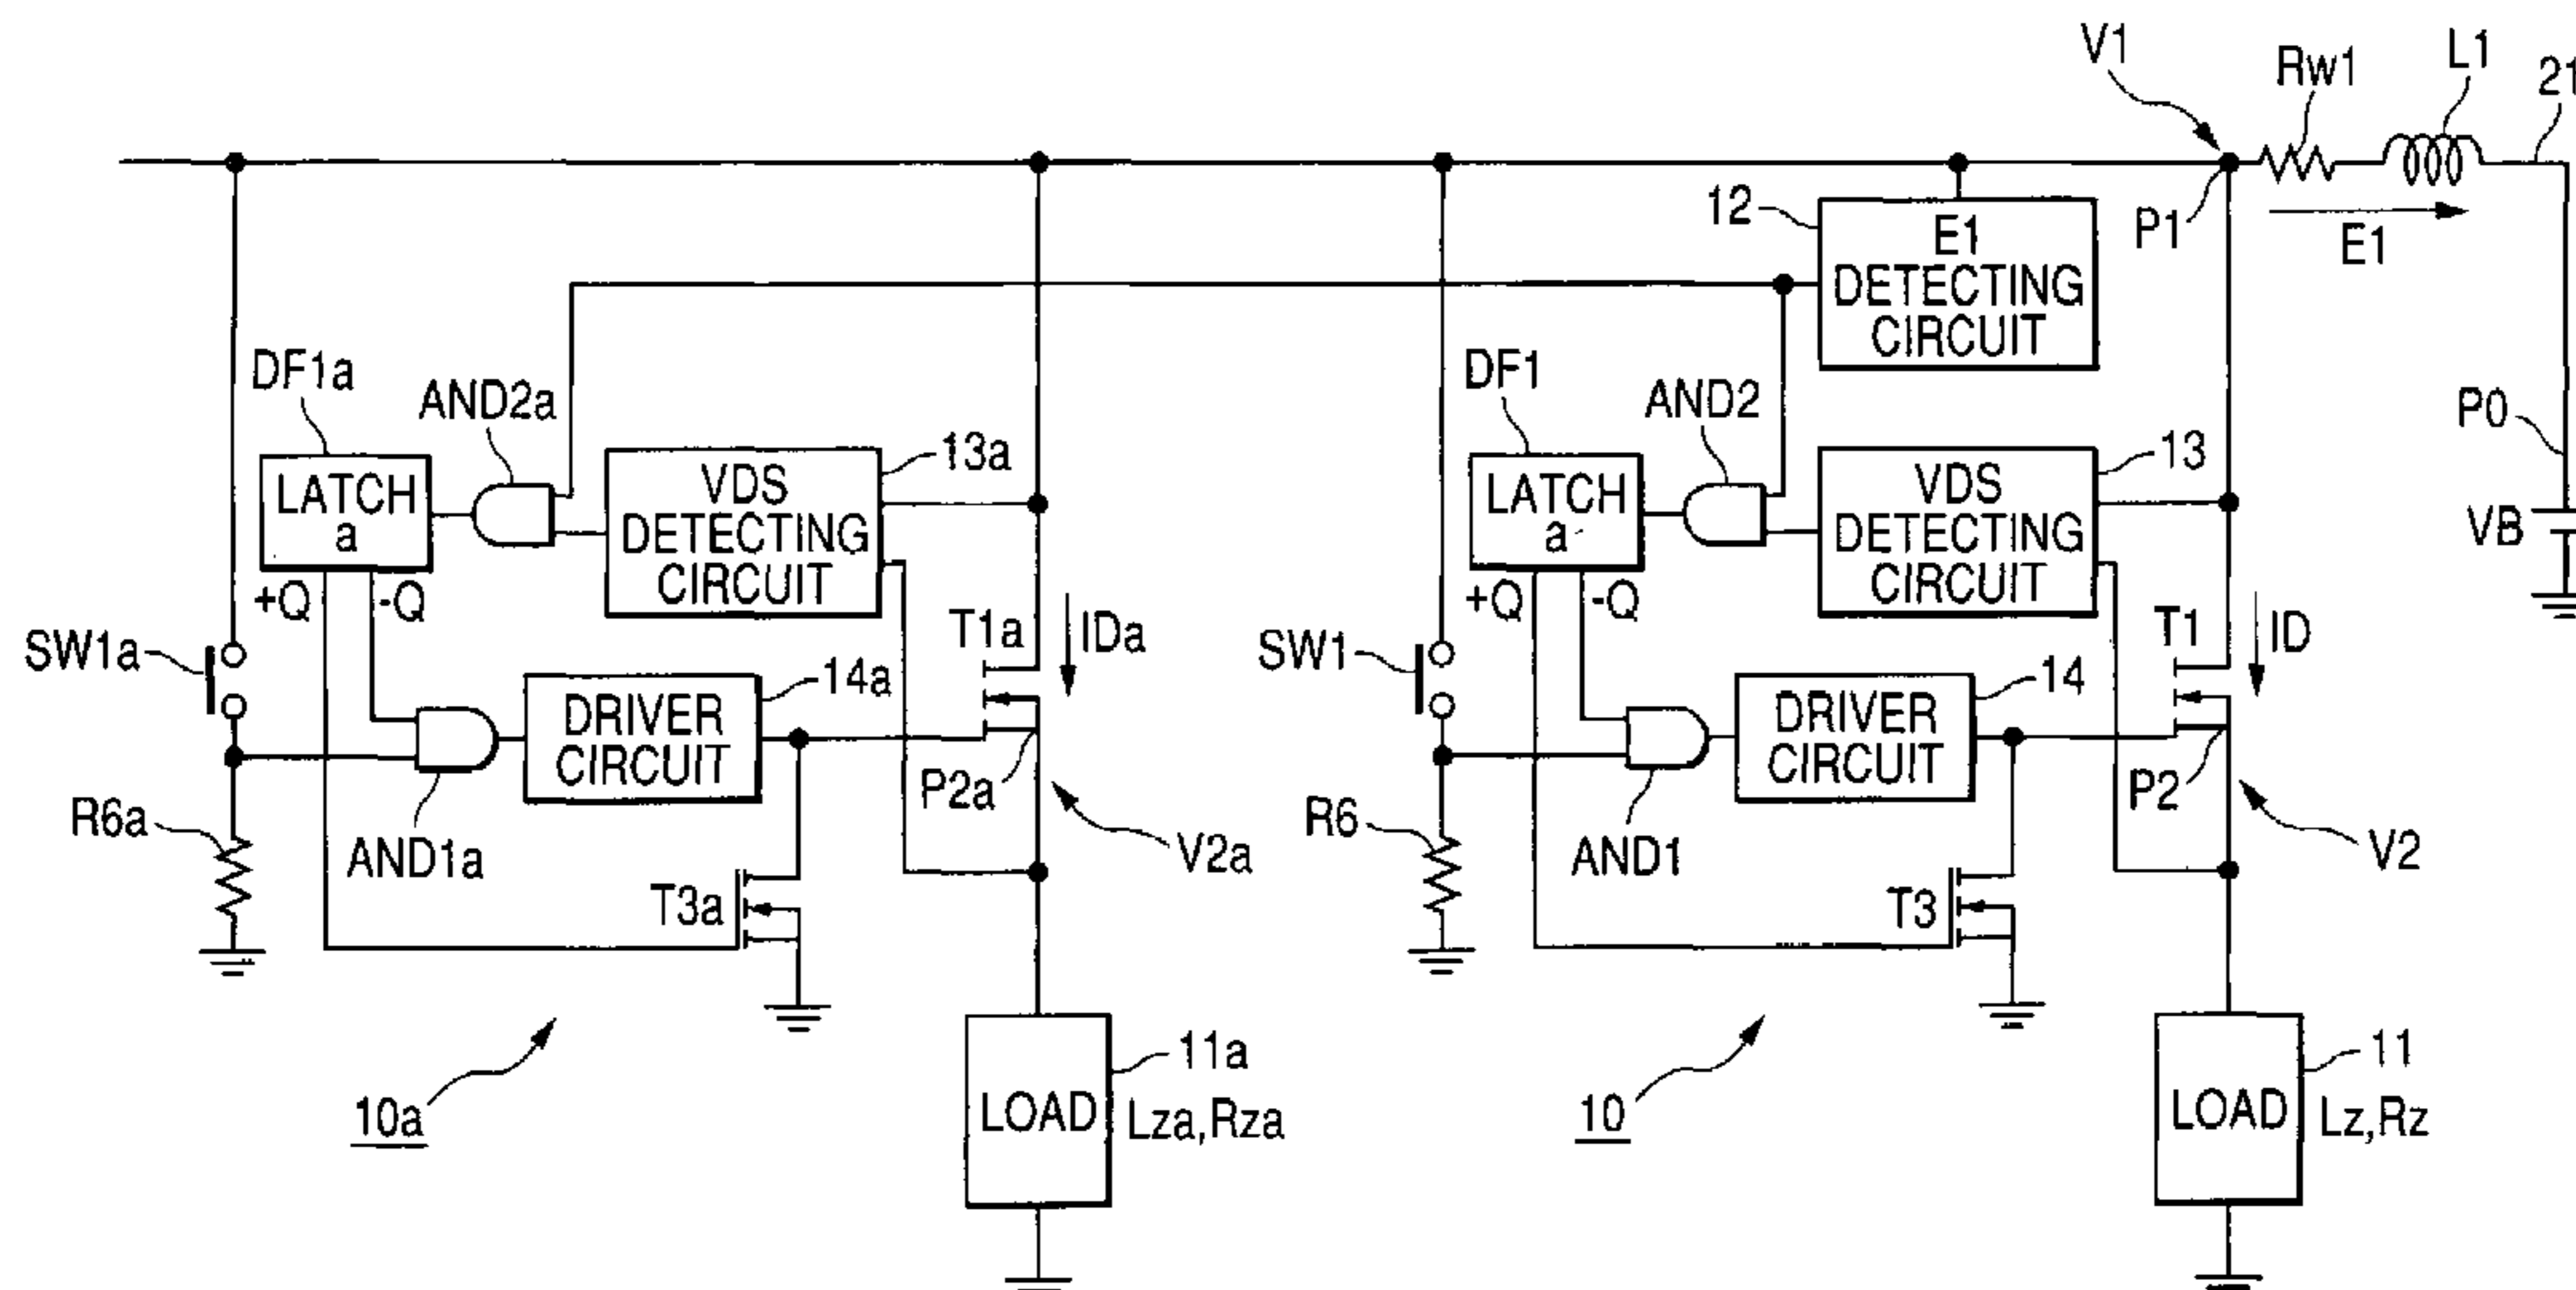 V1
Rw1
L1
21
12
E1
DETECTING
CIRCUIT
P1
E1
DF1a
AND2a
13a
VDS
DETECTING
CIRCUIT
LATCH
a
+Q
-Q
DF1
AND2
13
VDS
DETECTING
CIRCUIT
LATCH
a
+Q
-Q
P0
VB
SW1a
T1a
IDa
14a
DRIVER
CIRCUIT
P2a
R6a
AND1a
V2a
T3a
SW1
T1
ID
14
DRIVER
CIRCUIT
P2
R6
AND1
V2
T3
10a
11a
LOAD
Lza,Rza
10
11
LOAD
Lz,Rz